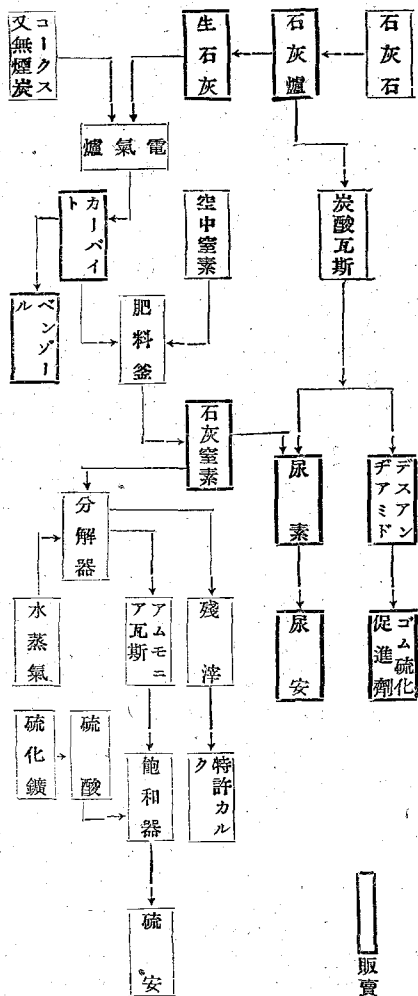 石灰石
石灰爐
生石灰
コークス
又無煙炭
電氣爐
炭酸瓦斯
空中窒素
カーバイ
ト
ベンゾー
ル
肥料釜
石灰窒素
デスアン
ヂアミド
尿素
分解器
ゴム硫化
促進劑
尿安
殘滓
アムモニ
ア瓦斯
水蒸氣
特許カル
ク
飽和器
硫酸
硫化鑛
硫安
販賣